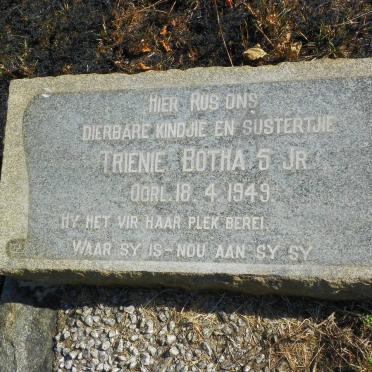 HIER RUS ONS
DIERBARE KINDJIE EN SUSTERTJIE
TRIENIE BOTHA 5 JR
OORL. 18.4.1949.
HY HET VIR HAAR PLEK BEREI.
WAAR SY IS - NOU AAN SY SY